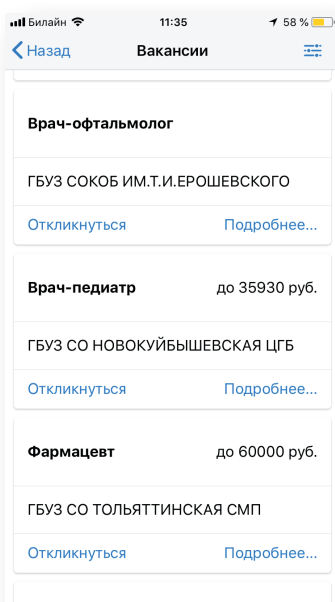 Билайн 11:35 58 %
Назад Вакансии
Врач-офтальмолог
ГБУЗ СОКОБ ИМ.Т.И.ЕРОШЕВСКОГО
Откликнуться Подробнее...
Врач-педиатр до 35930 руб.
ГБУЗ СО НОВОКУЙБЫШЕВСКАЯ ЦГБ
Откликнуться Подробнее...
Фармацевт до 60000 руб.
ГБУЗ СО ТОЛЬЯТТИНСКАЯ СМП
Откликнуться Подробнее...